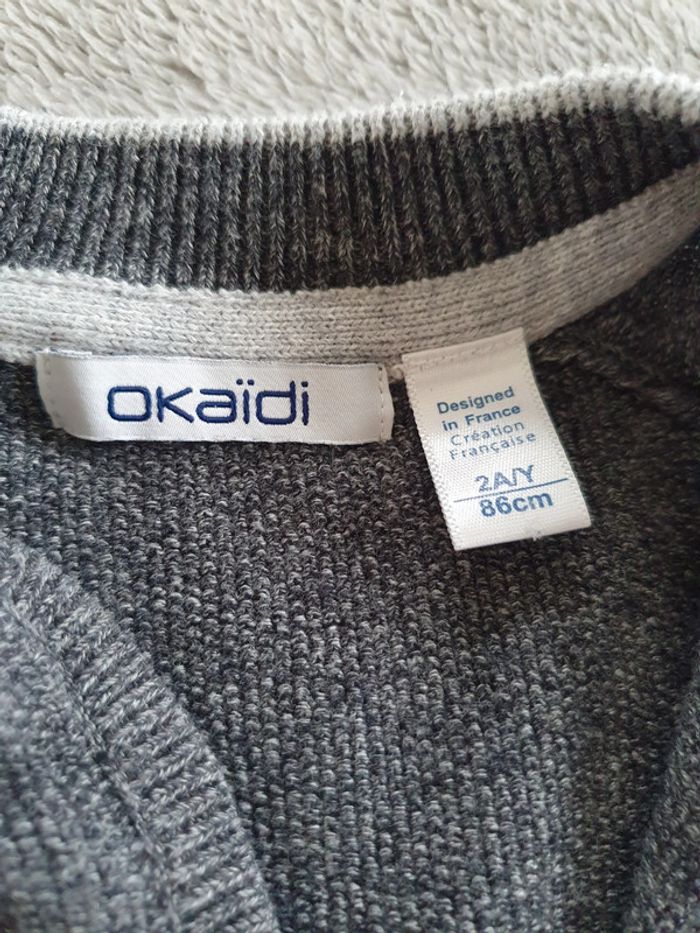 okaïdi
Designed
in France
Création
Française
2A/Y
86cm